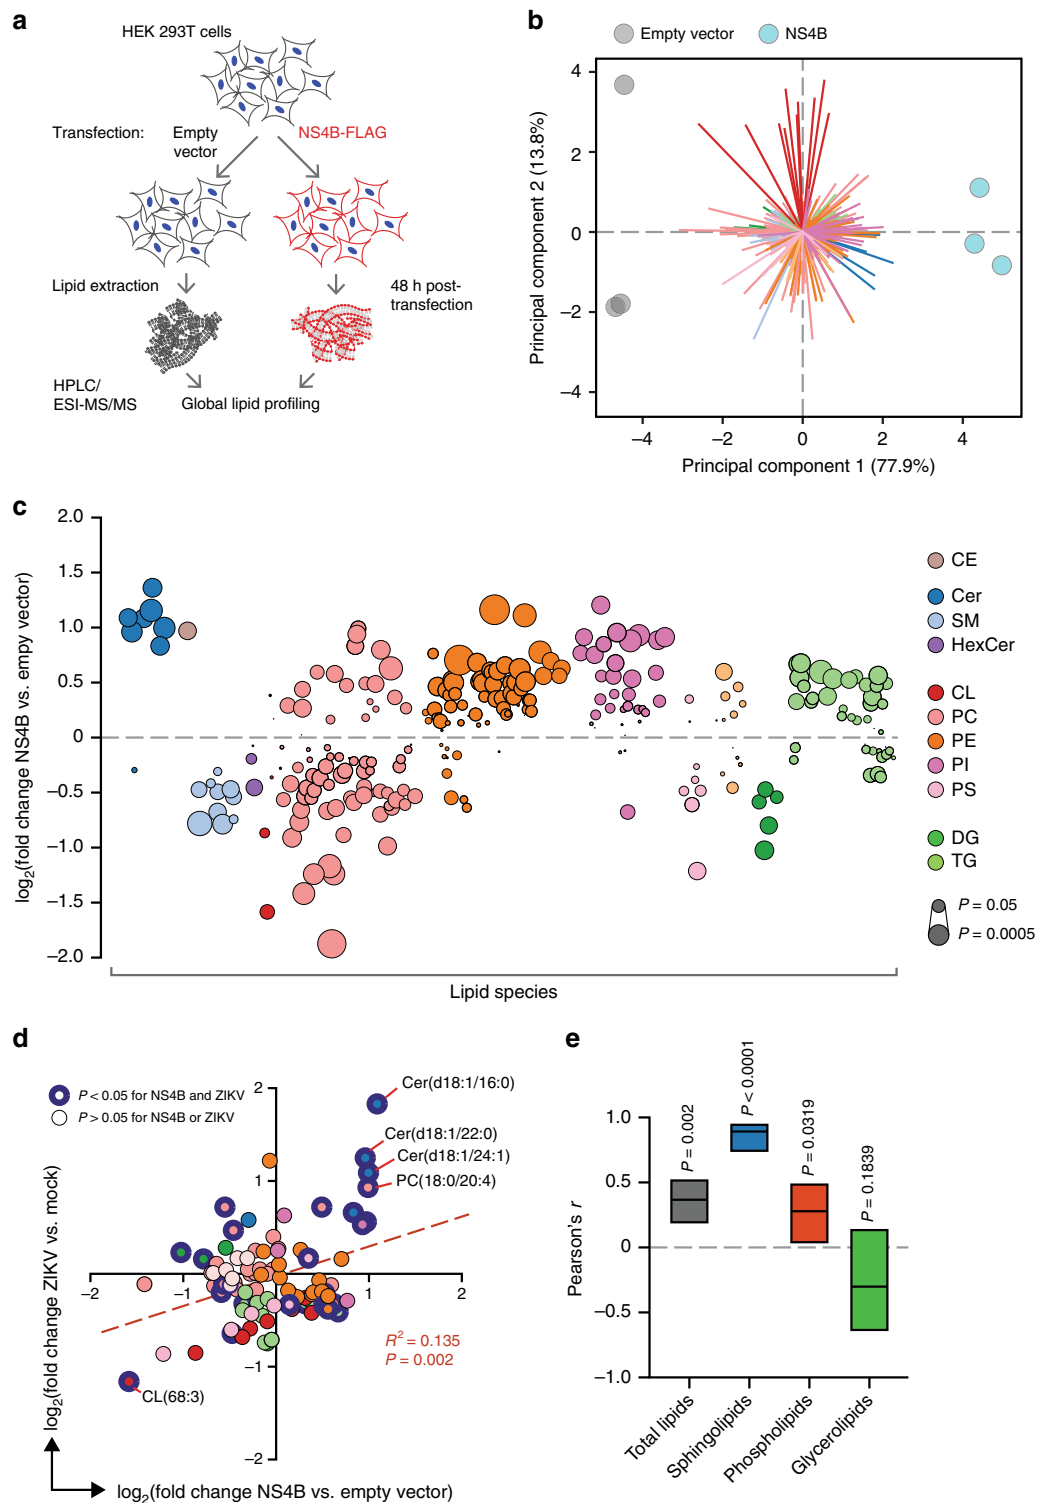 a
HEK 293T cells
Transfection:
Empty
vector
NS4B-FLAG
Lipid extraction
48 h post-
transfection
HPLC/
ESI-MS/MS
Global lipid profiling
b
Empty vector
NS4B
4
2
0
−2
−4
Principal component 2 (13.8%)
−4
−2
0
2
4
Principal component 1 (77.9%)
c
2.0
1.5
1.0
0.5
0
−0.5
−1.0
−1.5
−2.0
log2(fold change NS4B vs. empy vector)
Lipid species
CE
Cer
SM
HexCer
CL
PC
PE
PI
PS
DG
TG
P = 0.05
P = 0.0005
d
P < 0.05 for NS4B and ZIKV
P > 0.05 for NS4B or ZIKV
Cer(d18:1/16:0)
Cer(d18:1/22:0)
Cer(d18:1/24:1)
PC(18:0/20:4)
CL(68:3)
R2 = 0.135
P = 0.002
2
1
−1
−2
−2
−1
1
2
log2(fold change ZIKV vs. mock)
log2(fold change NS4B vs. empty vector)
e
P = 0.002
P < 0.0001
P = 0.0319
P = 0.1839
1.0
0.5
0
−0.5
−1.0
Pearson's r
Total lipids
Sphingolipids
Phospholipids
Glycerolipids